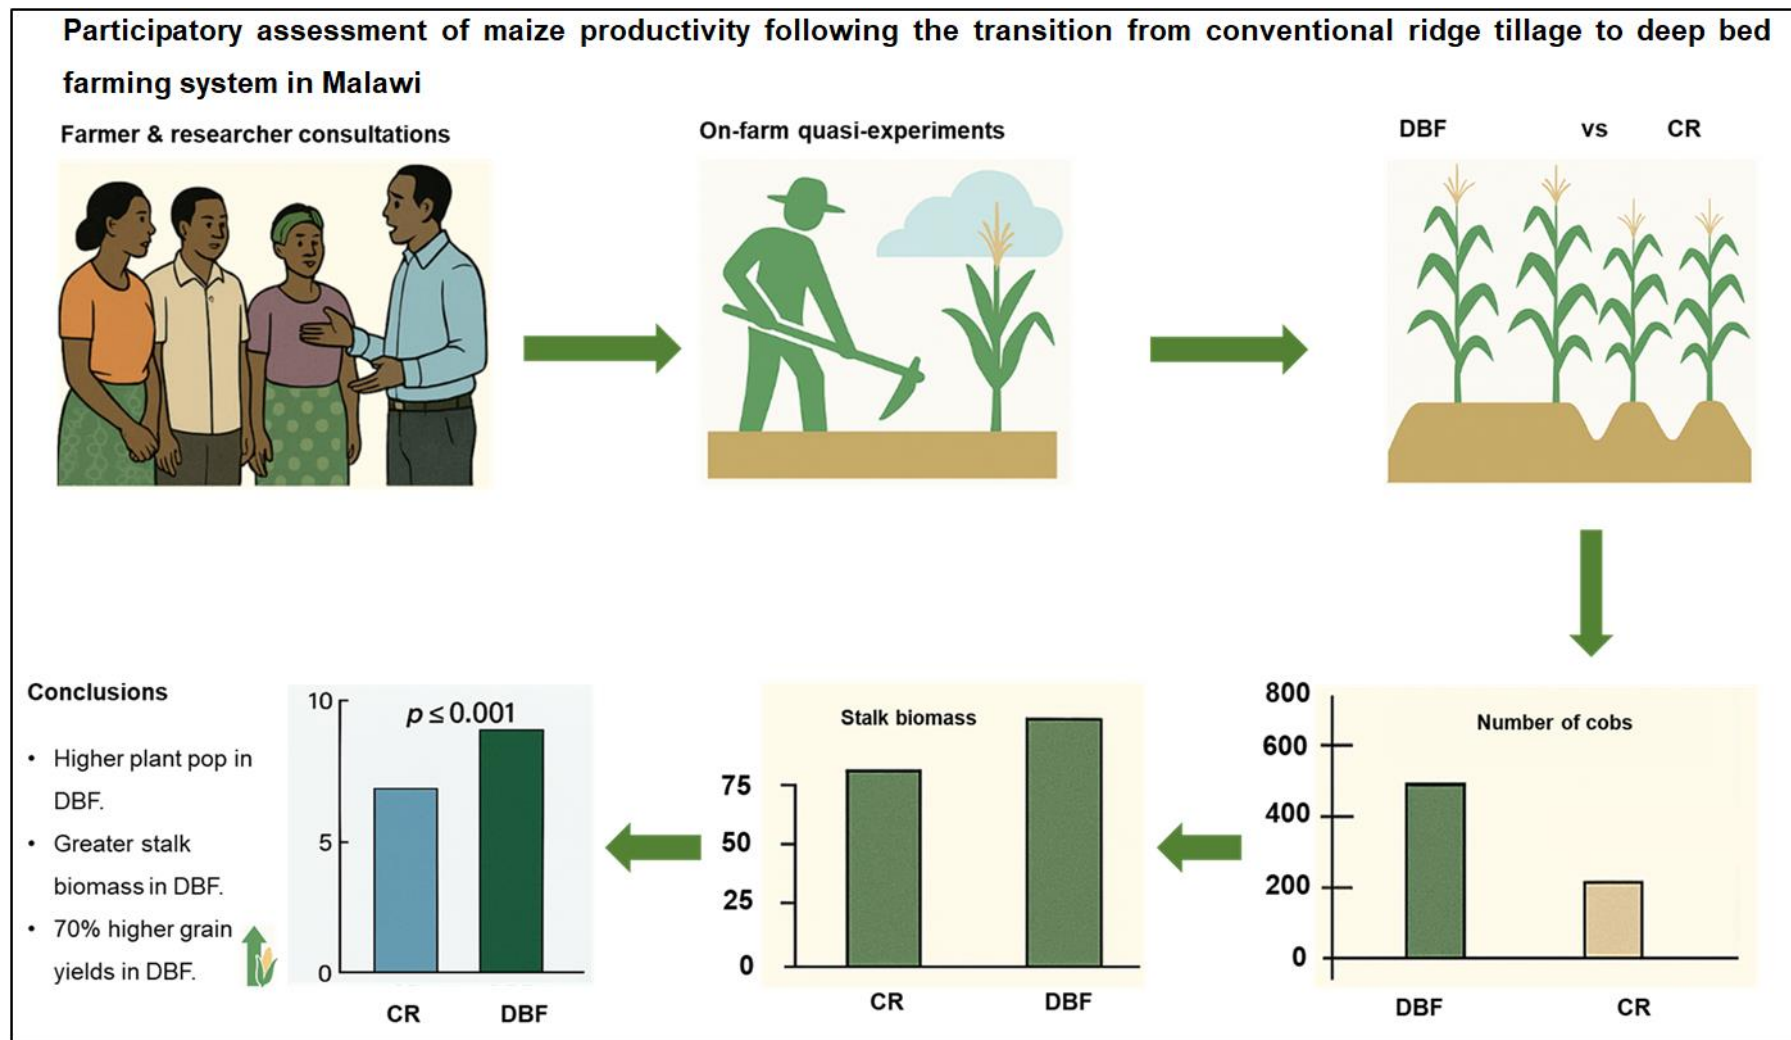 Participatory assessment of maize productivity following the transition from conventional ridge tillage to deep bed
farming system in Malawi
Farmer & researcher consultations
On-farm quasi-experiments
DBF vs CR
800
600
400
200
0
Number of cobs
DBF CR
Stalk biomass
75
50
25
0
CR DBF
10
5
0
p ≤ 0.001
CR DBF
Conclusions
• Higher plant pop in
DBF.
• Greater stalk
biomass in DBF.
• 70% higher grain
yields in DBF.